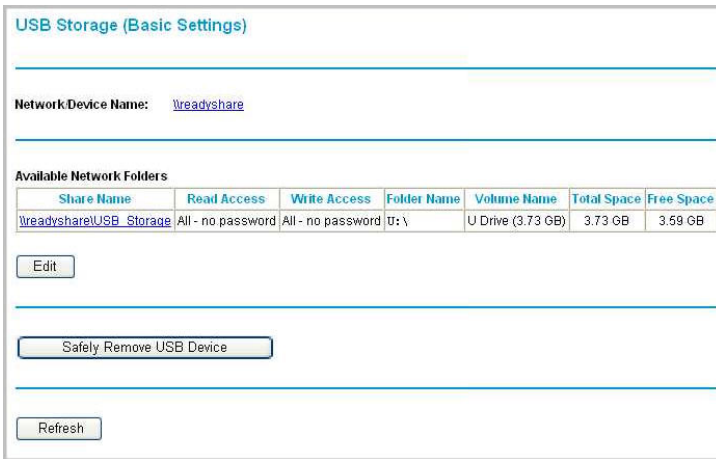 USB Storage (Basic Settings)
Network/Device Name: \\readyshare
Available Network Folders
Share Name Read Access Write Access Folder Name Volume Name Total Space Free Space
\\readyshare\USB_Storage All - no password All - no password U:\ U Drive (3.73 GB) 3.73 GB 3.59 GB
Edit
Safely Remove USB Device
Refresh